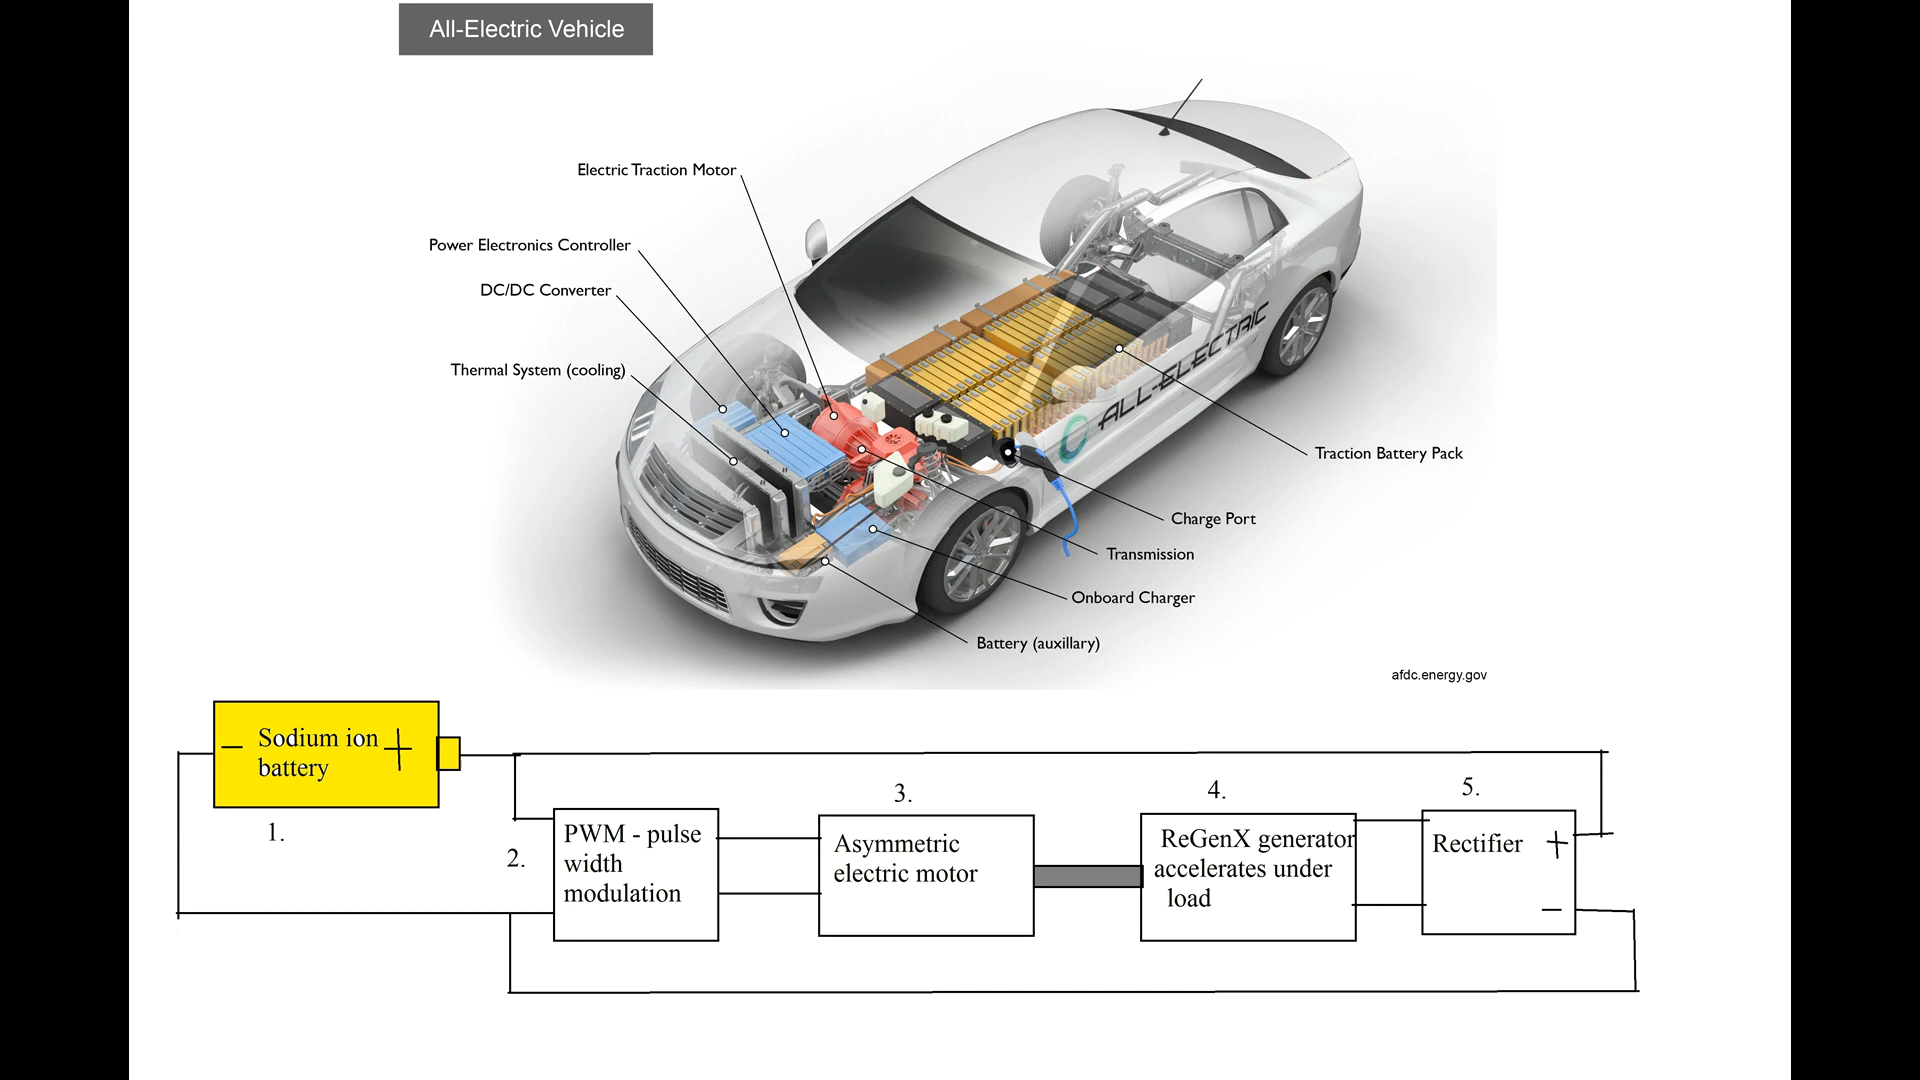 All-Electric Vehicle
Electric Traction Motor
Power Electronics Controller
DC/DC Converter
Thermal System (cooling)
ALL-ELECTRIC
Traction Battery Pack
Charge Port
Transmission
Onboard Charger
Battery (auxillary)
afdc.energy.gov
– Sodium ion +
battery
1.
2.
PWM - pulse
width
modulation
3.
Asymmetric
electric motor
4.
ReGenX generator
accelerates under
load
5.
Rectifier +
–